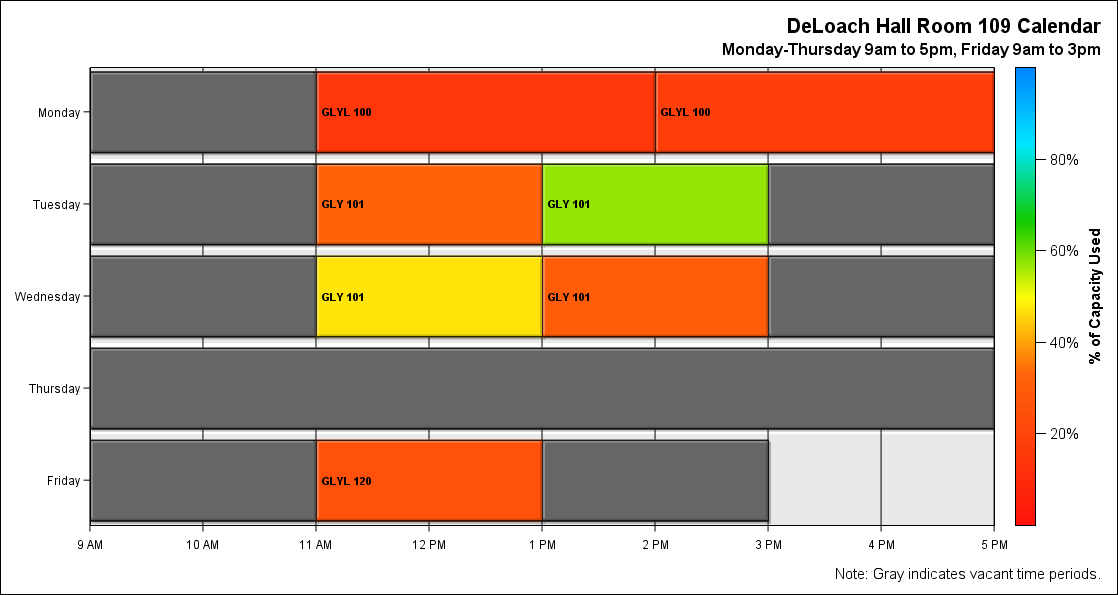 DeLoach Hall Room 109 Calendar
Monday-Thursday 9am to 5pm, Friday 9am to 3pm
Monday
GLYL 100
GLYL 100
Tuesday
GLY 101
GLY 101
Wednesday
GLY 101
GLY 101
Thursday
Friday
GLYL 120
9 AM
10 AM
11 AM
12 PM
1 PM
2 PM
3 PM
4 PM
5 PM
80%
60%
40%
20%
% of Capacity Used
Note: Gray indicates vacant time periods.